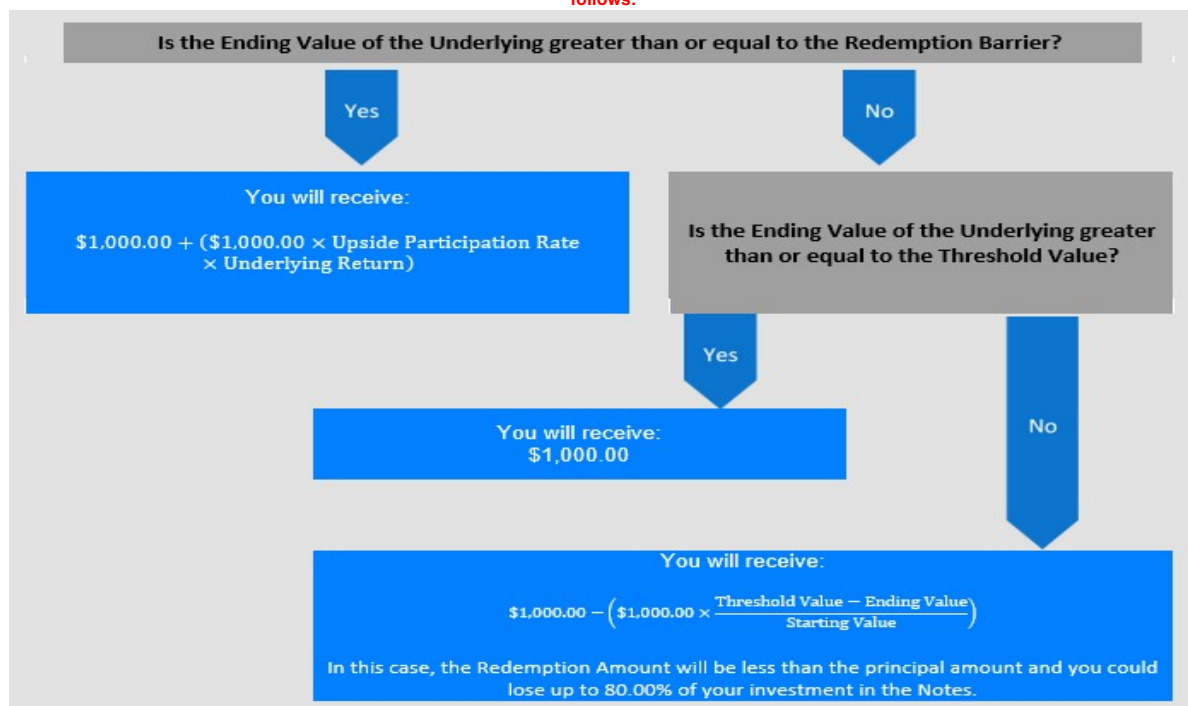 follows:
Is the Ending Value of the Underlying greater than or equal to the Redemption Barrier?
Yes
No
You will receive:
$1,000.00 + ($1,000.00 × Upside Participation Rate
× Underlying Return)
Is the Ending Value of the Underlying greater
than or equal to the Threshold Value?
Yes
No
You will receive:
$1,000.00
You will receive:
$1,000.00 − ($1,000.00 × Threshold Value − Ending Value
Starting Value)
In this case, the Redemption Amount will be less than the principal amount and you could
lose up to 80.00% of your investment in the Notes.